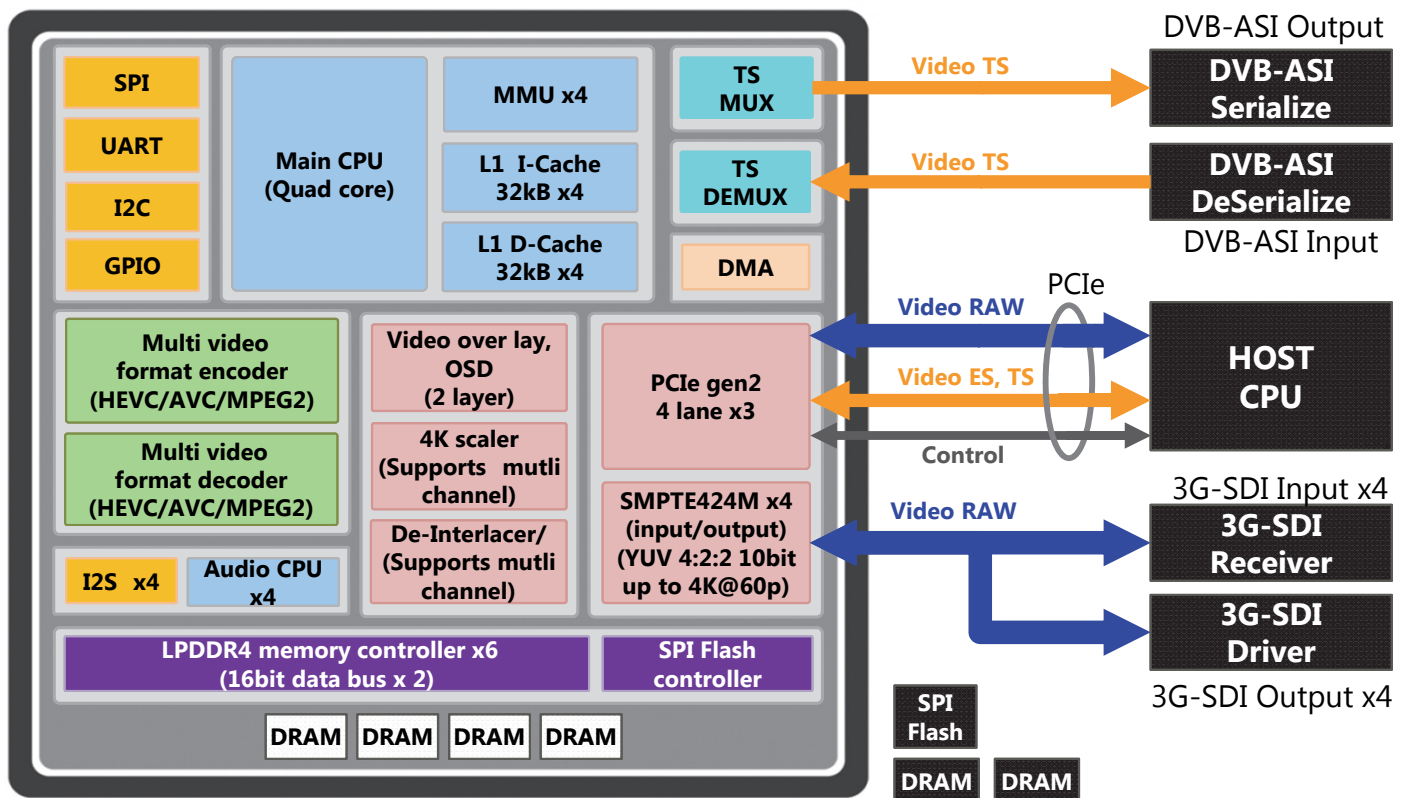 SPI
UART
I2C
GPIO
Main CPU
(Quad core)
MMU x4
L1 I-Cache
32kB x4
L1 D-Cache
32kB x4
TS
MUX
TS
DEMUX
DMA
Multi video
format encoder
(HEVC/AVC/MPEG2)
Multi video
format decoder
(HEVC/AVC/MPEG2)
I2S x4
Audio CPU
x4
Video over lay,
OSD
(2 layer)
4K scaler
(Supports mutli
channel)
De-Interlacer/
(Supports mutli
channel)
PCIe gen2
4 lane x3
SMPTE424M x4
(input/output)
(YUV 4:2:2 10bit
up to 4K@60p)
LPDDR4 memory controller x6
(16bit data bus x 2)
SPI Flash
controller
DRAM
DRAM
DRAM
DRAM
Video TS
Video TS
Video RAW
PCIe
Video ES, TS
Control
Video RAW
DVB-ASI Output
DVB-ASI
Serialize
DVB-ASI
DeSerialize
DVB-ASI Input
HOST
CPU
3G-SDI Input x4
3G-SDI
Receiver
3G-SDI
Driver
3G-SDI Output x4
SPI
Flash
DRAM
DRAM